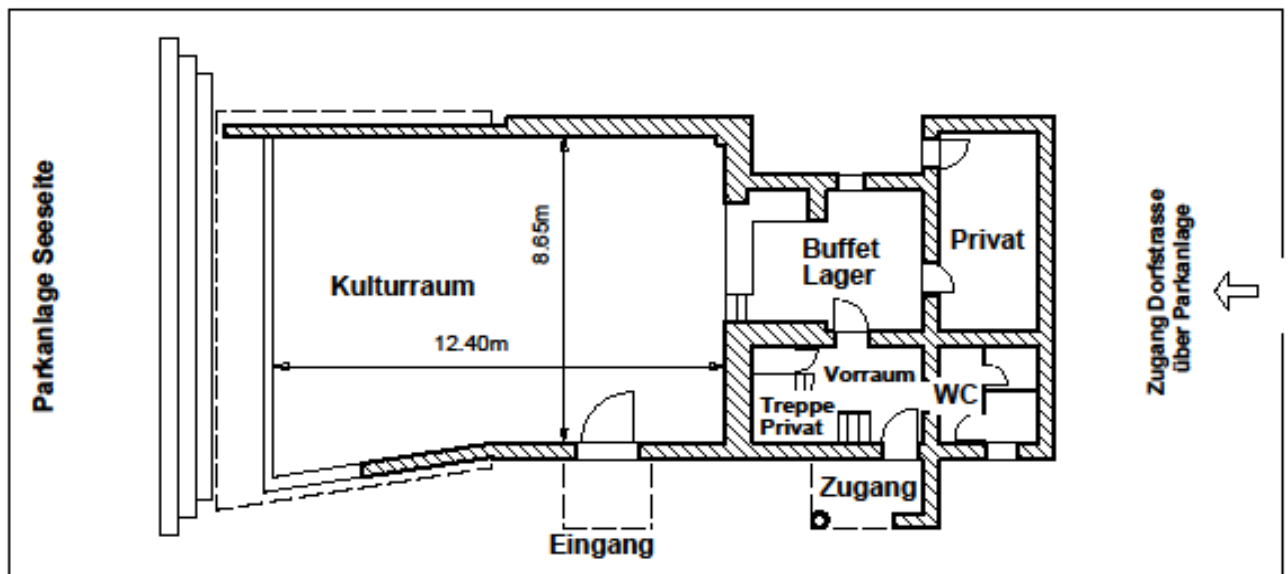 Parkanlage Seeseite
Kulturraum
8.65m
12.40m
Buffet
Lager
Privat
Vorraum
WC
Treppe
Privat
Zugang
Eingang
Zugang Dorfstrasse
über Parkanlage